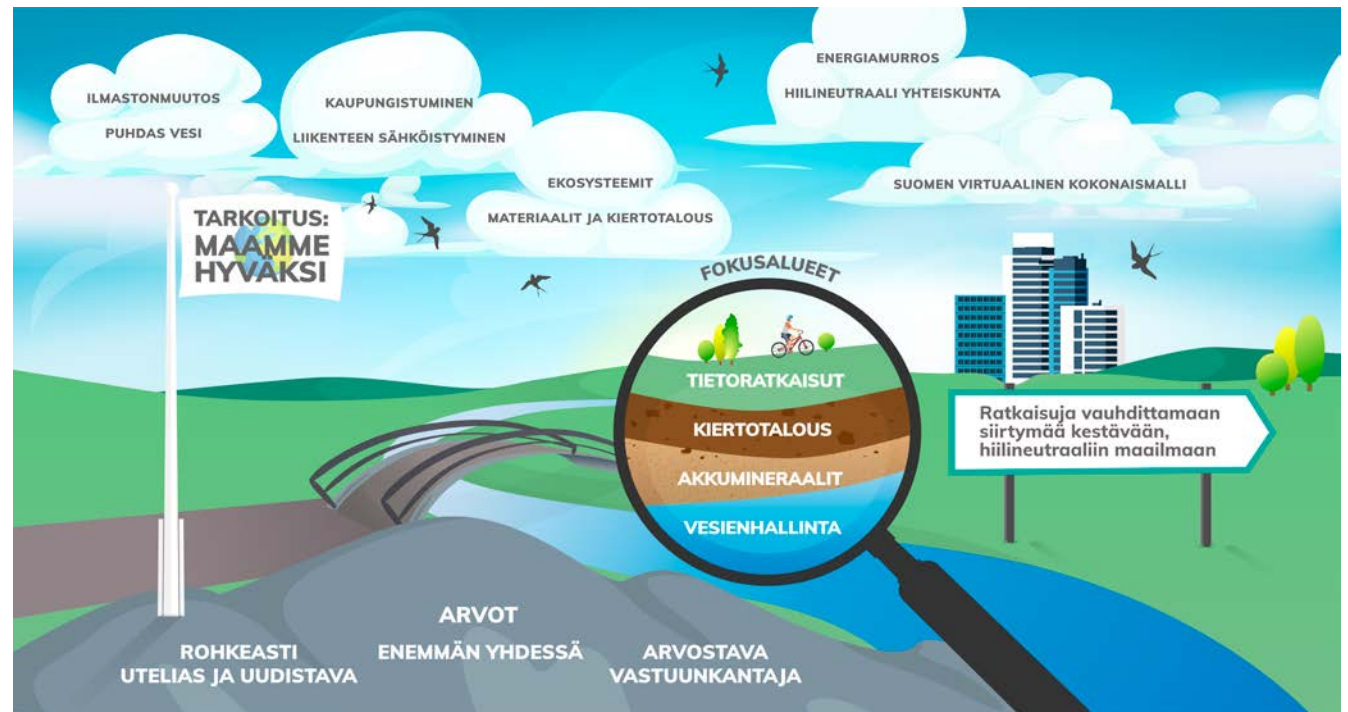 ILMASTONMUUTOS
PUHDAS VESI
KAUPUNGISTUMINEN
LIIKENTEEN SÄHKÖISTYMINEN
EKOSYSTEEMIT
MATERIAALIT JA KIERTOTALOUS
ENERGIAMURROS
HIILINEUTRAALI YHTEISKUNTA
SUOMEN VIRTUAALINEN KOKONAISMALLI
TARKOITUS:
MAAMME
HYVÄKSI
FOKUSALUEET
TIETORATKAISUT
KIERTOTALOUS
AKKUMINERAALIT
VESIENHALLINTA
Ratkaisuja vauhdittamaan
siirtymää kestävään,
hiilineutraaliin maailmaan
ARVOT
ROHKEASTI
UTELIAS JA UUDISTAVA
ENEMMÄN YHDESSÄ
ARVOSTAVA
VASTUUNKANTAJA